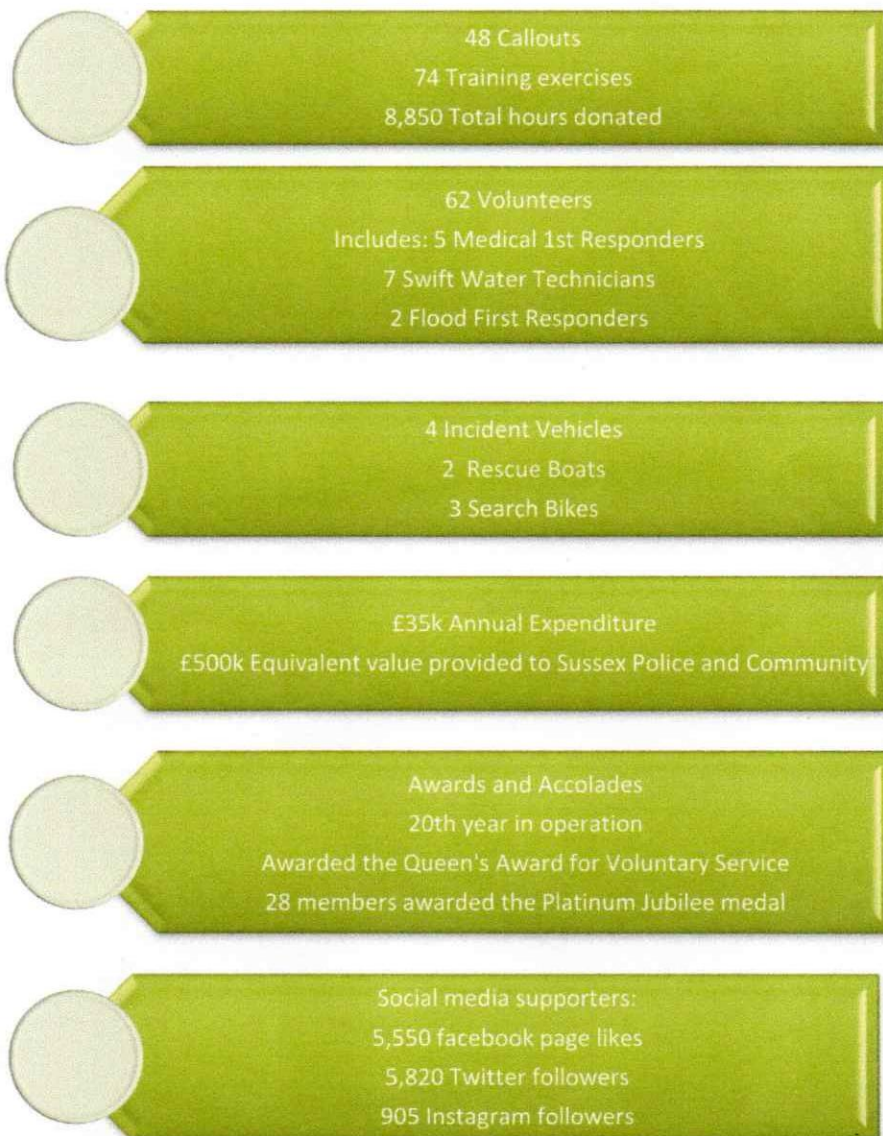 48 Callouts
74 Training exercises
8,850 Total hours donated
62 Volunteers
Includes: 5 Medical 1st Responders
7 Swift Water Technicians
2 Flood First Responders
4 Incident Vehicles
2 Rescue Boats
3 Search Bikes
£35k Annual Expenditure
£500k Equivalent value provided to Sussex Police and Community
Awards and Accolades
20th year in operation
Awarded the Queen's Award for Voluntary Service
28 members awarded the Platinum Jubilee medal
Social media supporters:
5,550 facebook page likes
5,820 Twitter followers
905 Instagram followers